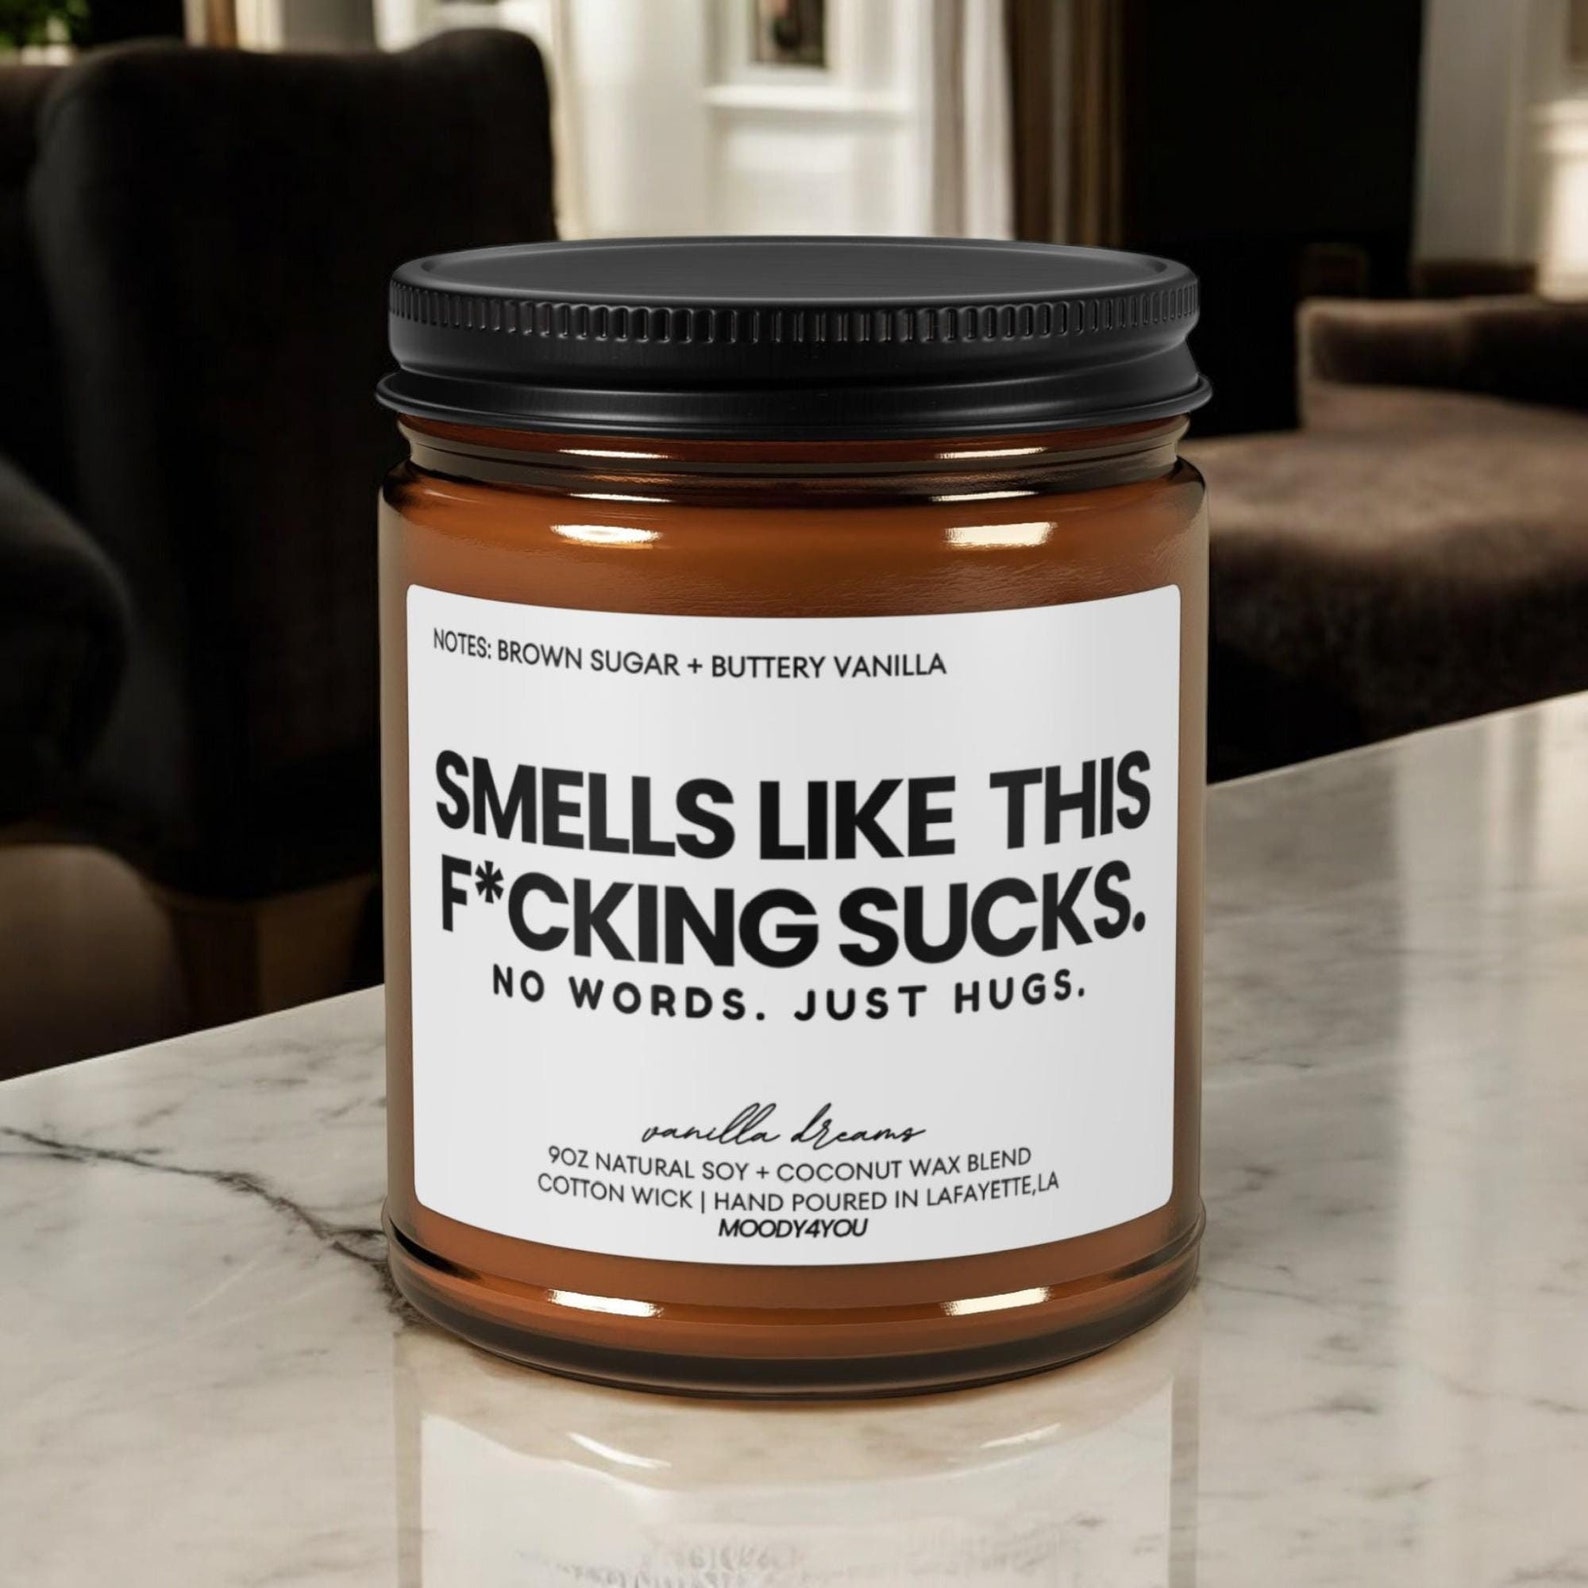 NOTES: BROWN SUGAR + BUTTERY VANILLA
SMELLS LIKE THIS
F*CKING SUCKS.
NO WORDS. JUST HUGS.
vanilla dreams
9OZ NATURAL SOY + COCONUT WAX BLEND
COTTON WICK | HAND POURED IN LAFAYETTE,LA
MOODY4YOU